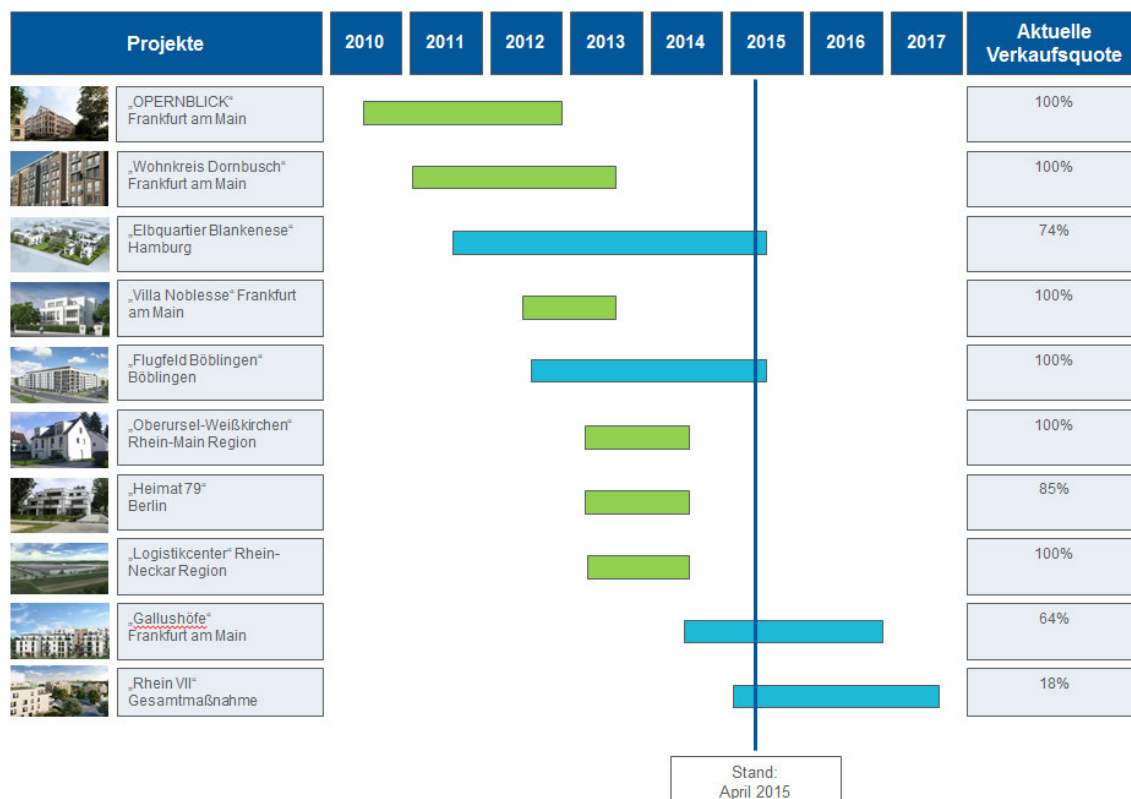 Projekte
2010
2011
2012
2013
2014
2015
2016
2017
Aktuelle
Verkaufsquote
„OPERNBLICK“
Frankfurt am Main
100%
„Wohnkreis Dornbusch“
Frankfurt am Main
100%
„Elbquartier Blankenese“
Hamburg
74%
„Villa Noblesse“ Frankfurt
am Main
100%
„Flugfeld Böblingen“
Böblingen
100%
„Oberursel-Weißkirchen“
Rhein-Main Region
100%
„Heimat 79“
Berlin
85%
„Logistikcenter“ Rhein-
Neckar Region
100%
„Gallushöfe“
Frankfurt am Main
64%
„Rhein VII“
Gesamtmaßnahme
18%
Stand:
April 2015